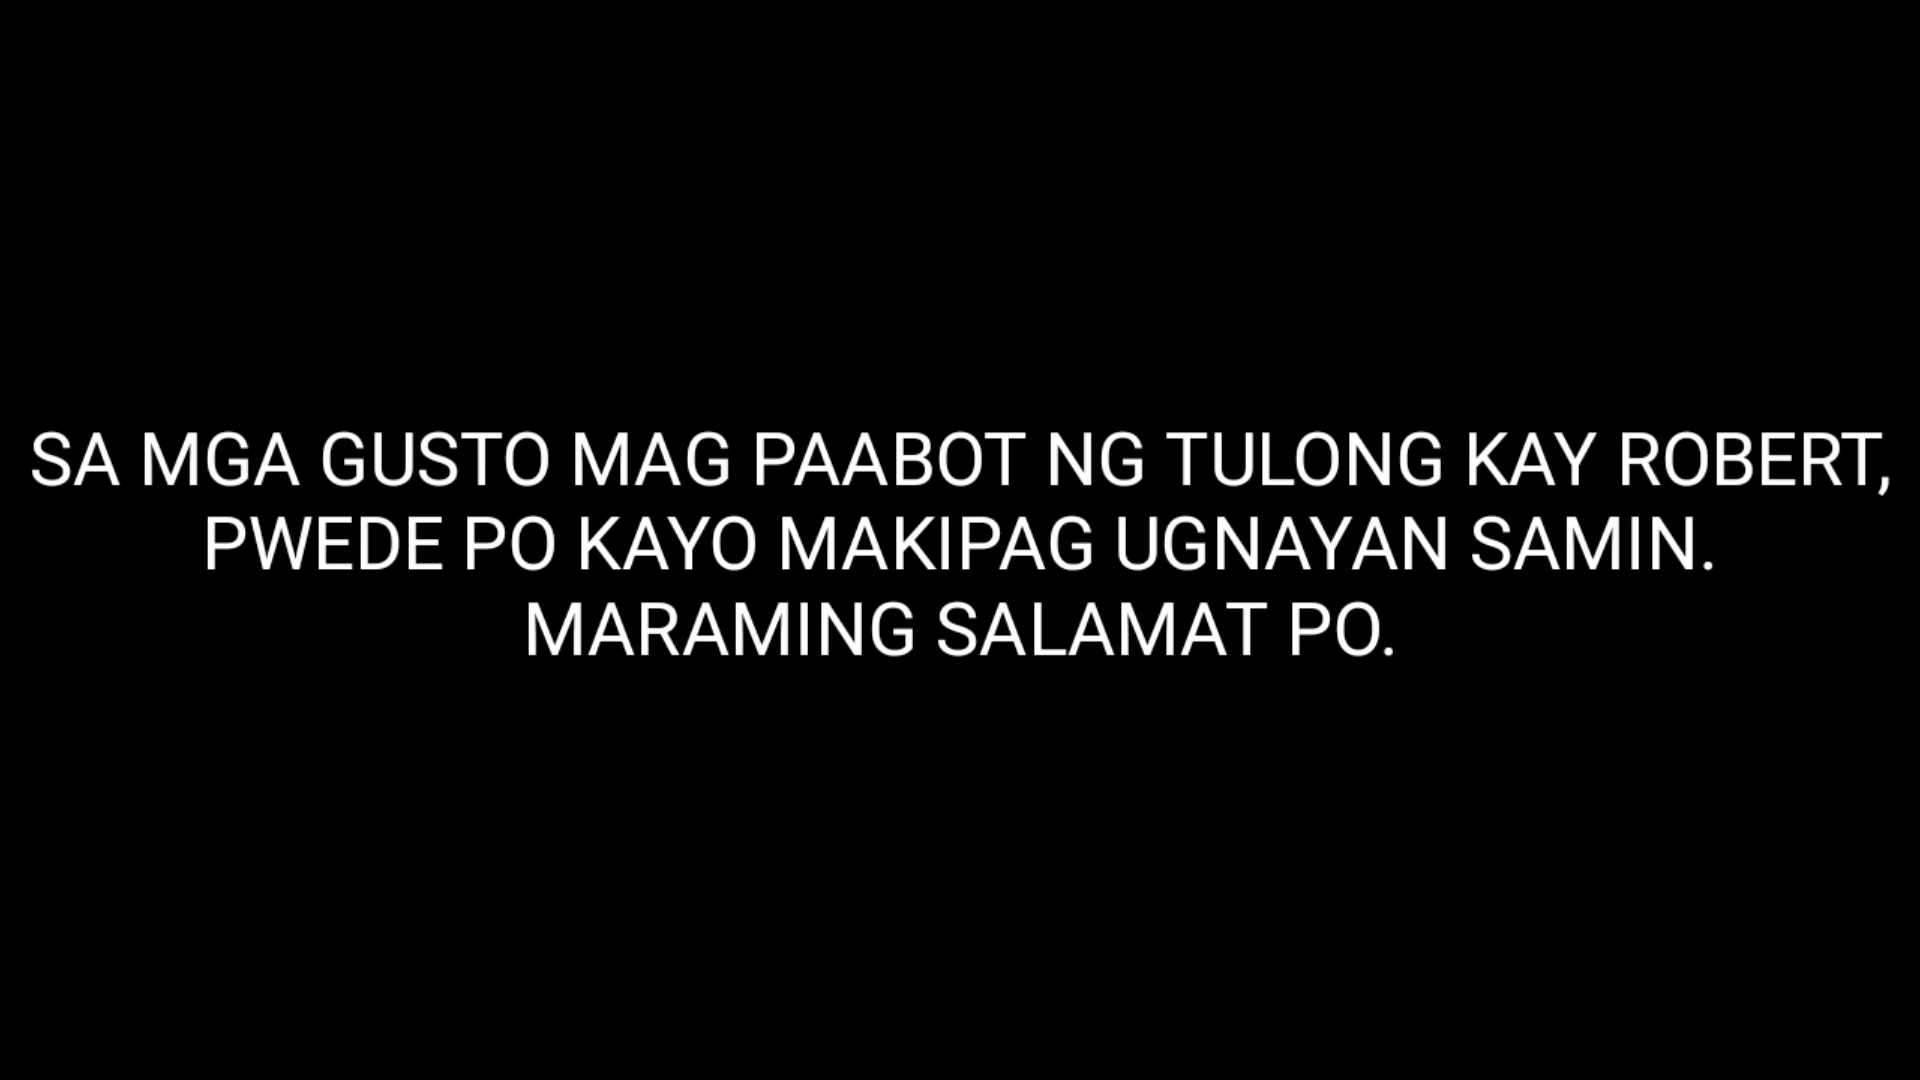 SA MGA GUSTO MAG PAABOT NG TULONG KAY ROBERT,
PWEDE PO KAYO MAKIPAG UGNAYAN SAMIN.
MARAMING SALAMAT PO.